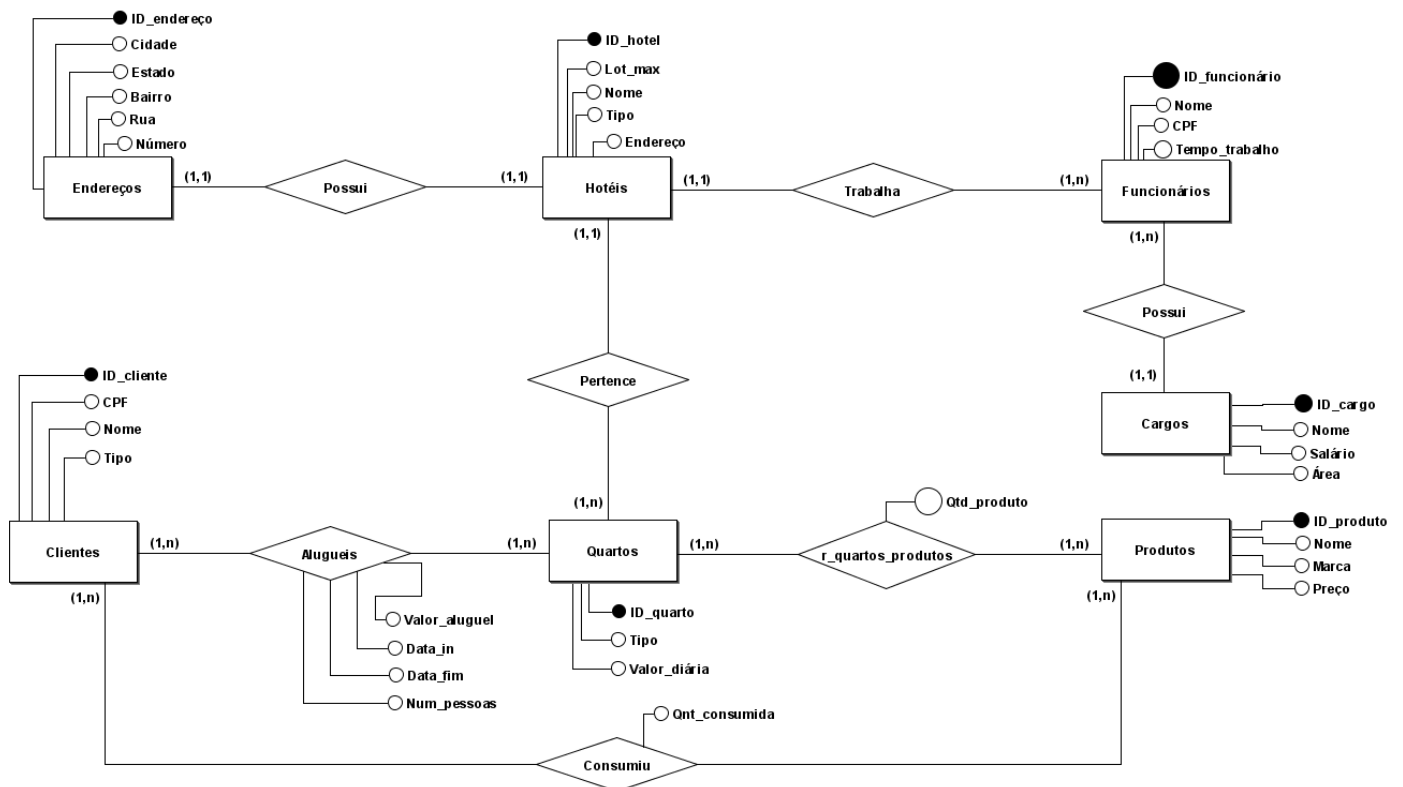 ID_endereço
Cidade
Estado
Bairro
Rua
Número
Endereços
(1,1)
Possui
(1,1)
ID_hotel
Lot_max
Nome
Tipo
Endereço
Hotéis
(1,1)
(1,1)
Trabalha
(1,n)
ID_funcionário
Nome
CPF
Tempo_trabalho
Funcionários
(1,n)
Possui
(1,1)
Cargos
ID_cargo
Nome
Salário
Área
Pertence
(1,n)
ID_cliente
CPF
Nome
Tipo
Clientes
(1,n)
(1,n)
Alugueis
(1,n)
Valor_aluguel
Data_in
Data_fim
Num_pessoas
Quartos
(1,n)
ID_quarto
Tipo
Valor_diária
Qtd_produto
r_quartos_produtos
(1,n)
Produtos
(1,n)
ID_produto
Nome
Marca
Preço
Qnt_consumida
Consumiu